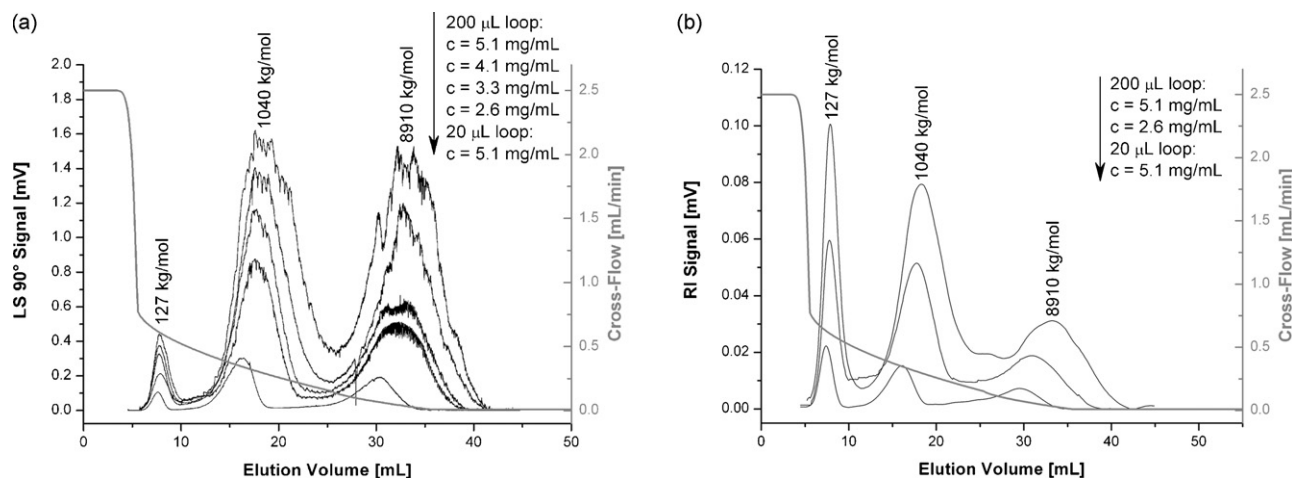 (a)
200 µL loop:
c = 5.1 mg/mL
c = 4.1 mg/mL
c = 3.3 mg/mL
c = 2.6 mg/mL
20 µL loop:
c = 5.1 mg/mL
127 kg/mol
1040 kg/mol
8910 kg/mol
2.0
1.8
1.6
1.4
1.2
1.0
0.8
0.6
0.4
0.2
0.0
LS 90° Signal [mV]
2.5
2.0
1.5
1.0
0.5
0.0
Cross-Flow [mL/min]
0 10 20 30 40 50
Elution Volume [mL]
(b)
200 µL loop:
c = 5.1 mg/mL
c = 2.6 mg/mL
20 µL loop:
c = 5.1 mg/mL
127 kg/mol
1040 kg/mol
8910 kg/mol
0.12
0.10
0.08
0.06
0.04
0.02
0.00
RI Signal [mV]
2.5
2.0
1.5
1.0
0.5
0.0
Cross-Flow [mL/min]
0 10 20 30 40 50
Elution Volume [mL]